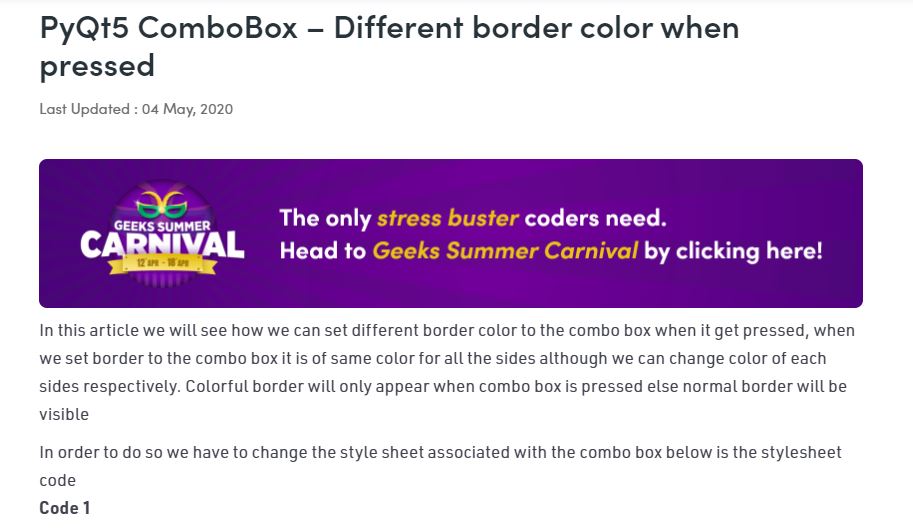 PyQt5 ComboBox – Different border color when
pressed
Last Updated : 04 May, 2020
GEEKS SUMMER
CARNIVAL
12 APR - 16 APR
The only stress buster coders need.
Head to Geeks Summer Carnival by clicking here!
In this article we will see how we can set different border color to the combo box when it get pressed, when
we set border to the combo box it is of same color for all the sides although we can change color of each
sides respectively. Colorful border will only appear when combo box is pressed else normal border will be
visible
In order to do so we have to change the style sheet associated with the combo box below is the stylesheet
code
Code 1